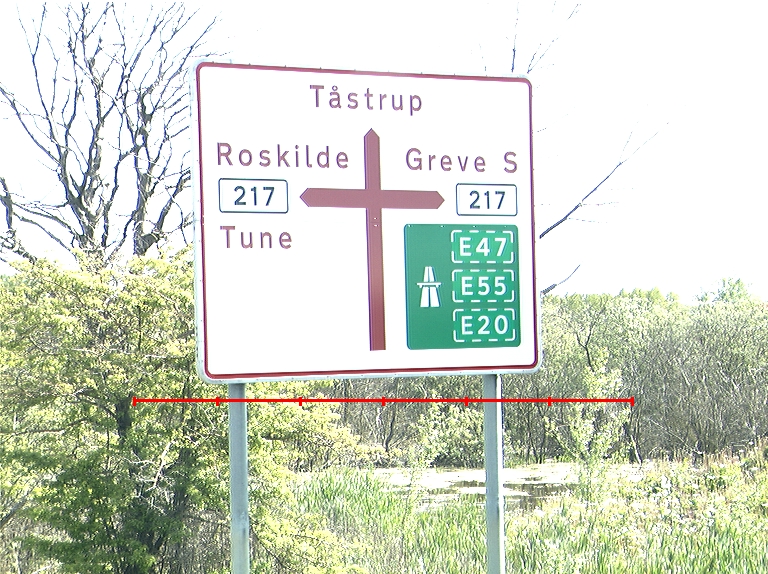 Tåstrup
Roskilde
Greve S
217
217
Tune
E47
E55
E20